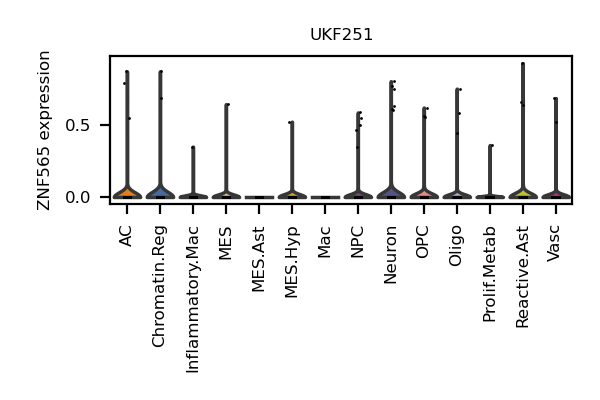 UKF251
ZNF565 expression
0.5
0.0
AC
Chromatin.Reg
Inflammatory.Mac
MES
MES.Ast
MES.Hyp
Mac
NPC
Neuron
OPC
Oligo
Prolif.Metab
Reactive.Ast
Vasc